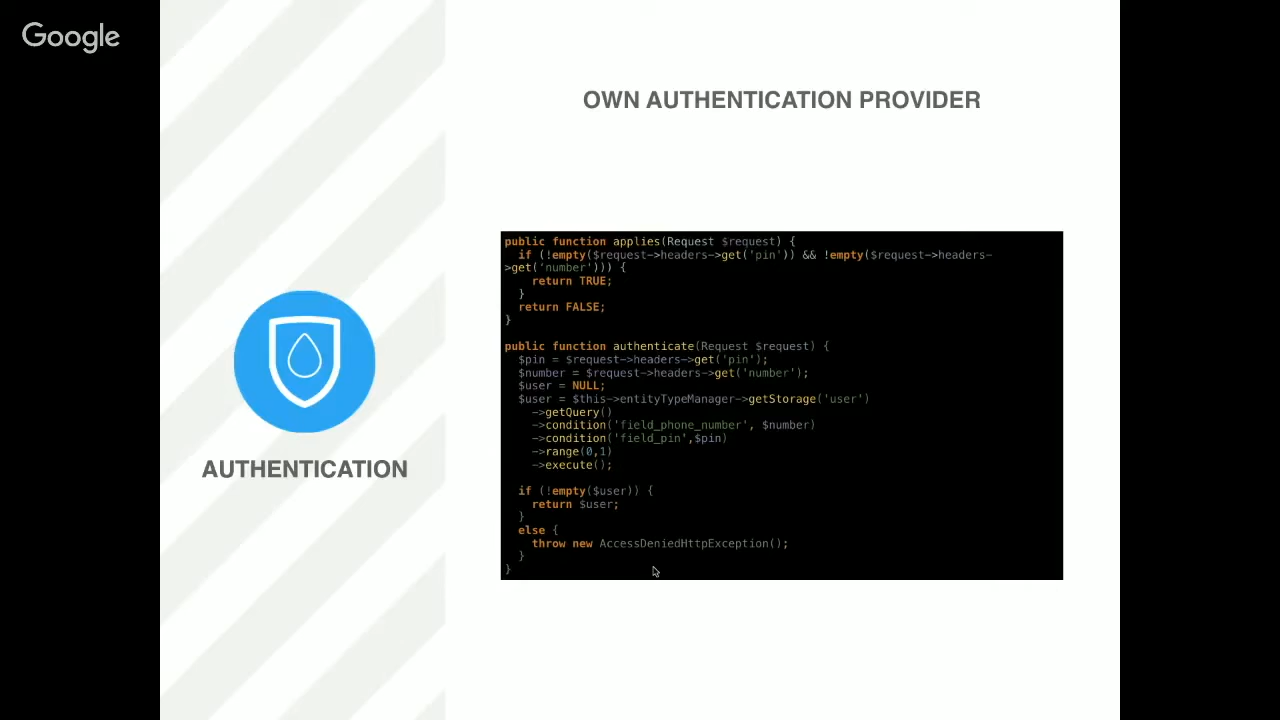 Google
OWN AUTHENTICATION PROVIDER
public function applies(Request $request) {
if (!empty($request->headers->get('pin')) && !empty($request->headers-
>get('number'))) {
return TRUE;
}
return FALSE;
}
public function authenticate(Request $request) {
$pin = $request->headers->get('pin');
$number = $request->headers->get('number');
$user = NULL;
$user = $this->entityTypeManager->getStorage('user')
->getQuery()
->condition('field_phone_number', $number)
->condition('field_pin',$pin)
->range(0,1)
->execute();
if (!empty($user)) {
return $user;
}
else {
throw new AccessDeniedHttpException();
}
}
AUTHENTICATION